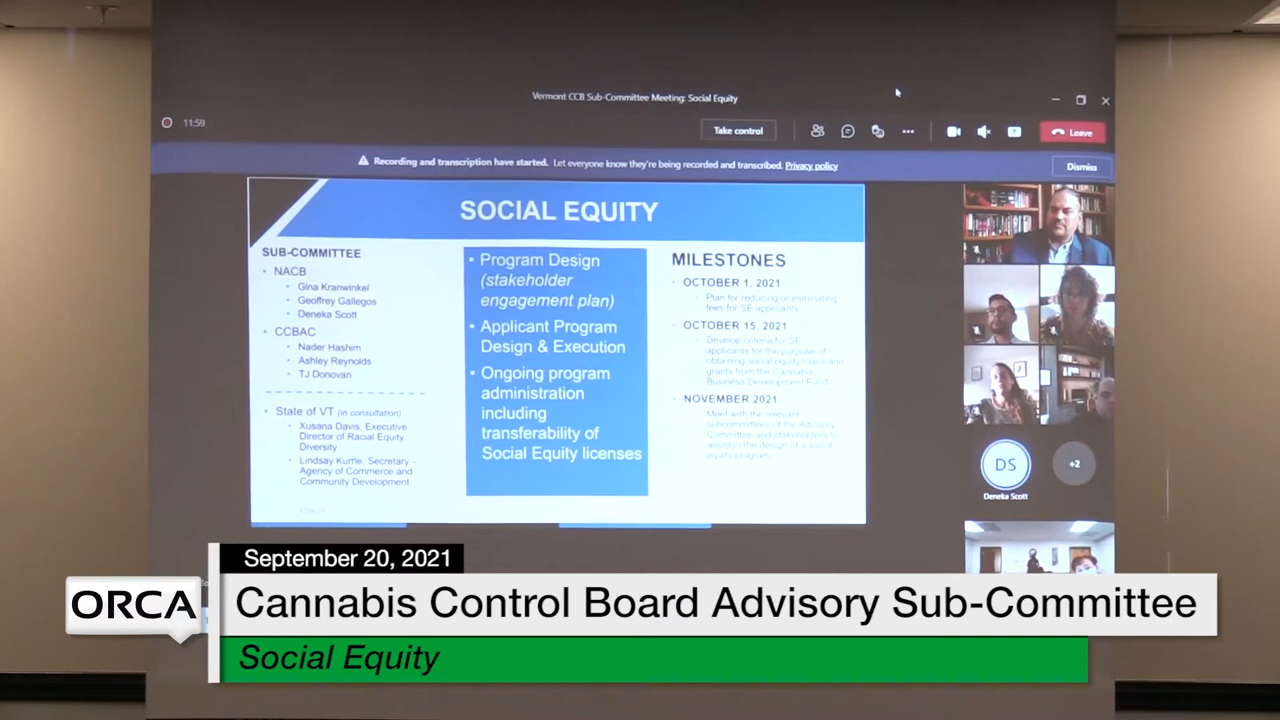 Vermont CCB Sub-Committee Meeting: Social Equity
11:59
Take control
Leave
Recording and transcription have started. Let everyone know they're being recorded and transcribed. Privacy policy
Dismiss
SOCIAL EQUITY
SUB-COMMITTEE
• NACB
• Gina Kranwinkel
• Geoffrey Gallegos
• Deneka Scott
• CCBAC
• Nader Hashim
• Ashley Reynolds
• TJ Donovan
• State of VT (in consultation)
• Xusana Davis, Executive
Director of Racial Equity,
Diversity
• Lindsay Kurrle, Secretary –
Agency of Commerce and
Community Development
• Program Design
(stakeholder
engagement plan)
• Applicant Program
Design & Execution
• Ongoing program
administration
including
transferability of
Social Equity licenses
MILESTONES
• OCTOBER 1, 2021
• Plan for reducing or eliminating
fees for SE applicants
• OCTOBER 15, 2021
• Develop criteria for SE
applicants for the purpose of
obtaining social equity loans and
grants from the Cannabis
Business Development Fund
• NOVEMBER 2021
• Meet with the relevant
subcommittees of the Advisory
Committee and stakeholders to
assist in the design of a social
equity program
DS
Deneka Scott
+2
September 20, 2021
ORCA
Cannabis Control Board Advisory Sub-Committee
Social Equity